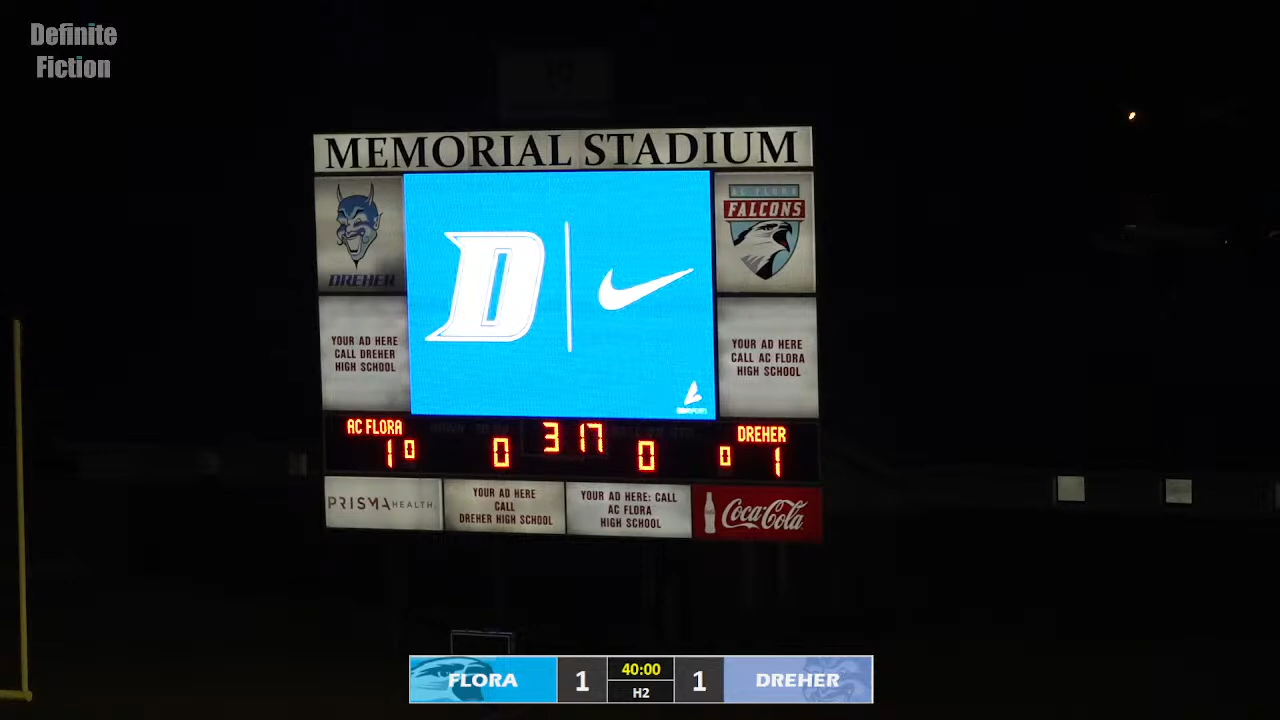 Definite
Fiction
MEMORIAL STADIUM
DREHER
AC FLORA
FALCONS
D
YOUR AD HERE
CALL DREHER
HIGH SCHOOL
YOUR AD HERE
CALL AC FLORA
HIGH SCHOOL
AC FLORA
1 0
0
3 17
0
DREHER
0 1
PRISMA HEALTH
YOUR AD HERE
CALL
DREHER HIGH SCHOOL
YOUR AD HERE: CALL
AC FLORA
HIGH SCHOOL
Coca-Cola
FLORA 1 40:00 1 DREHER
H2